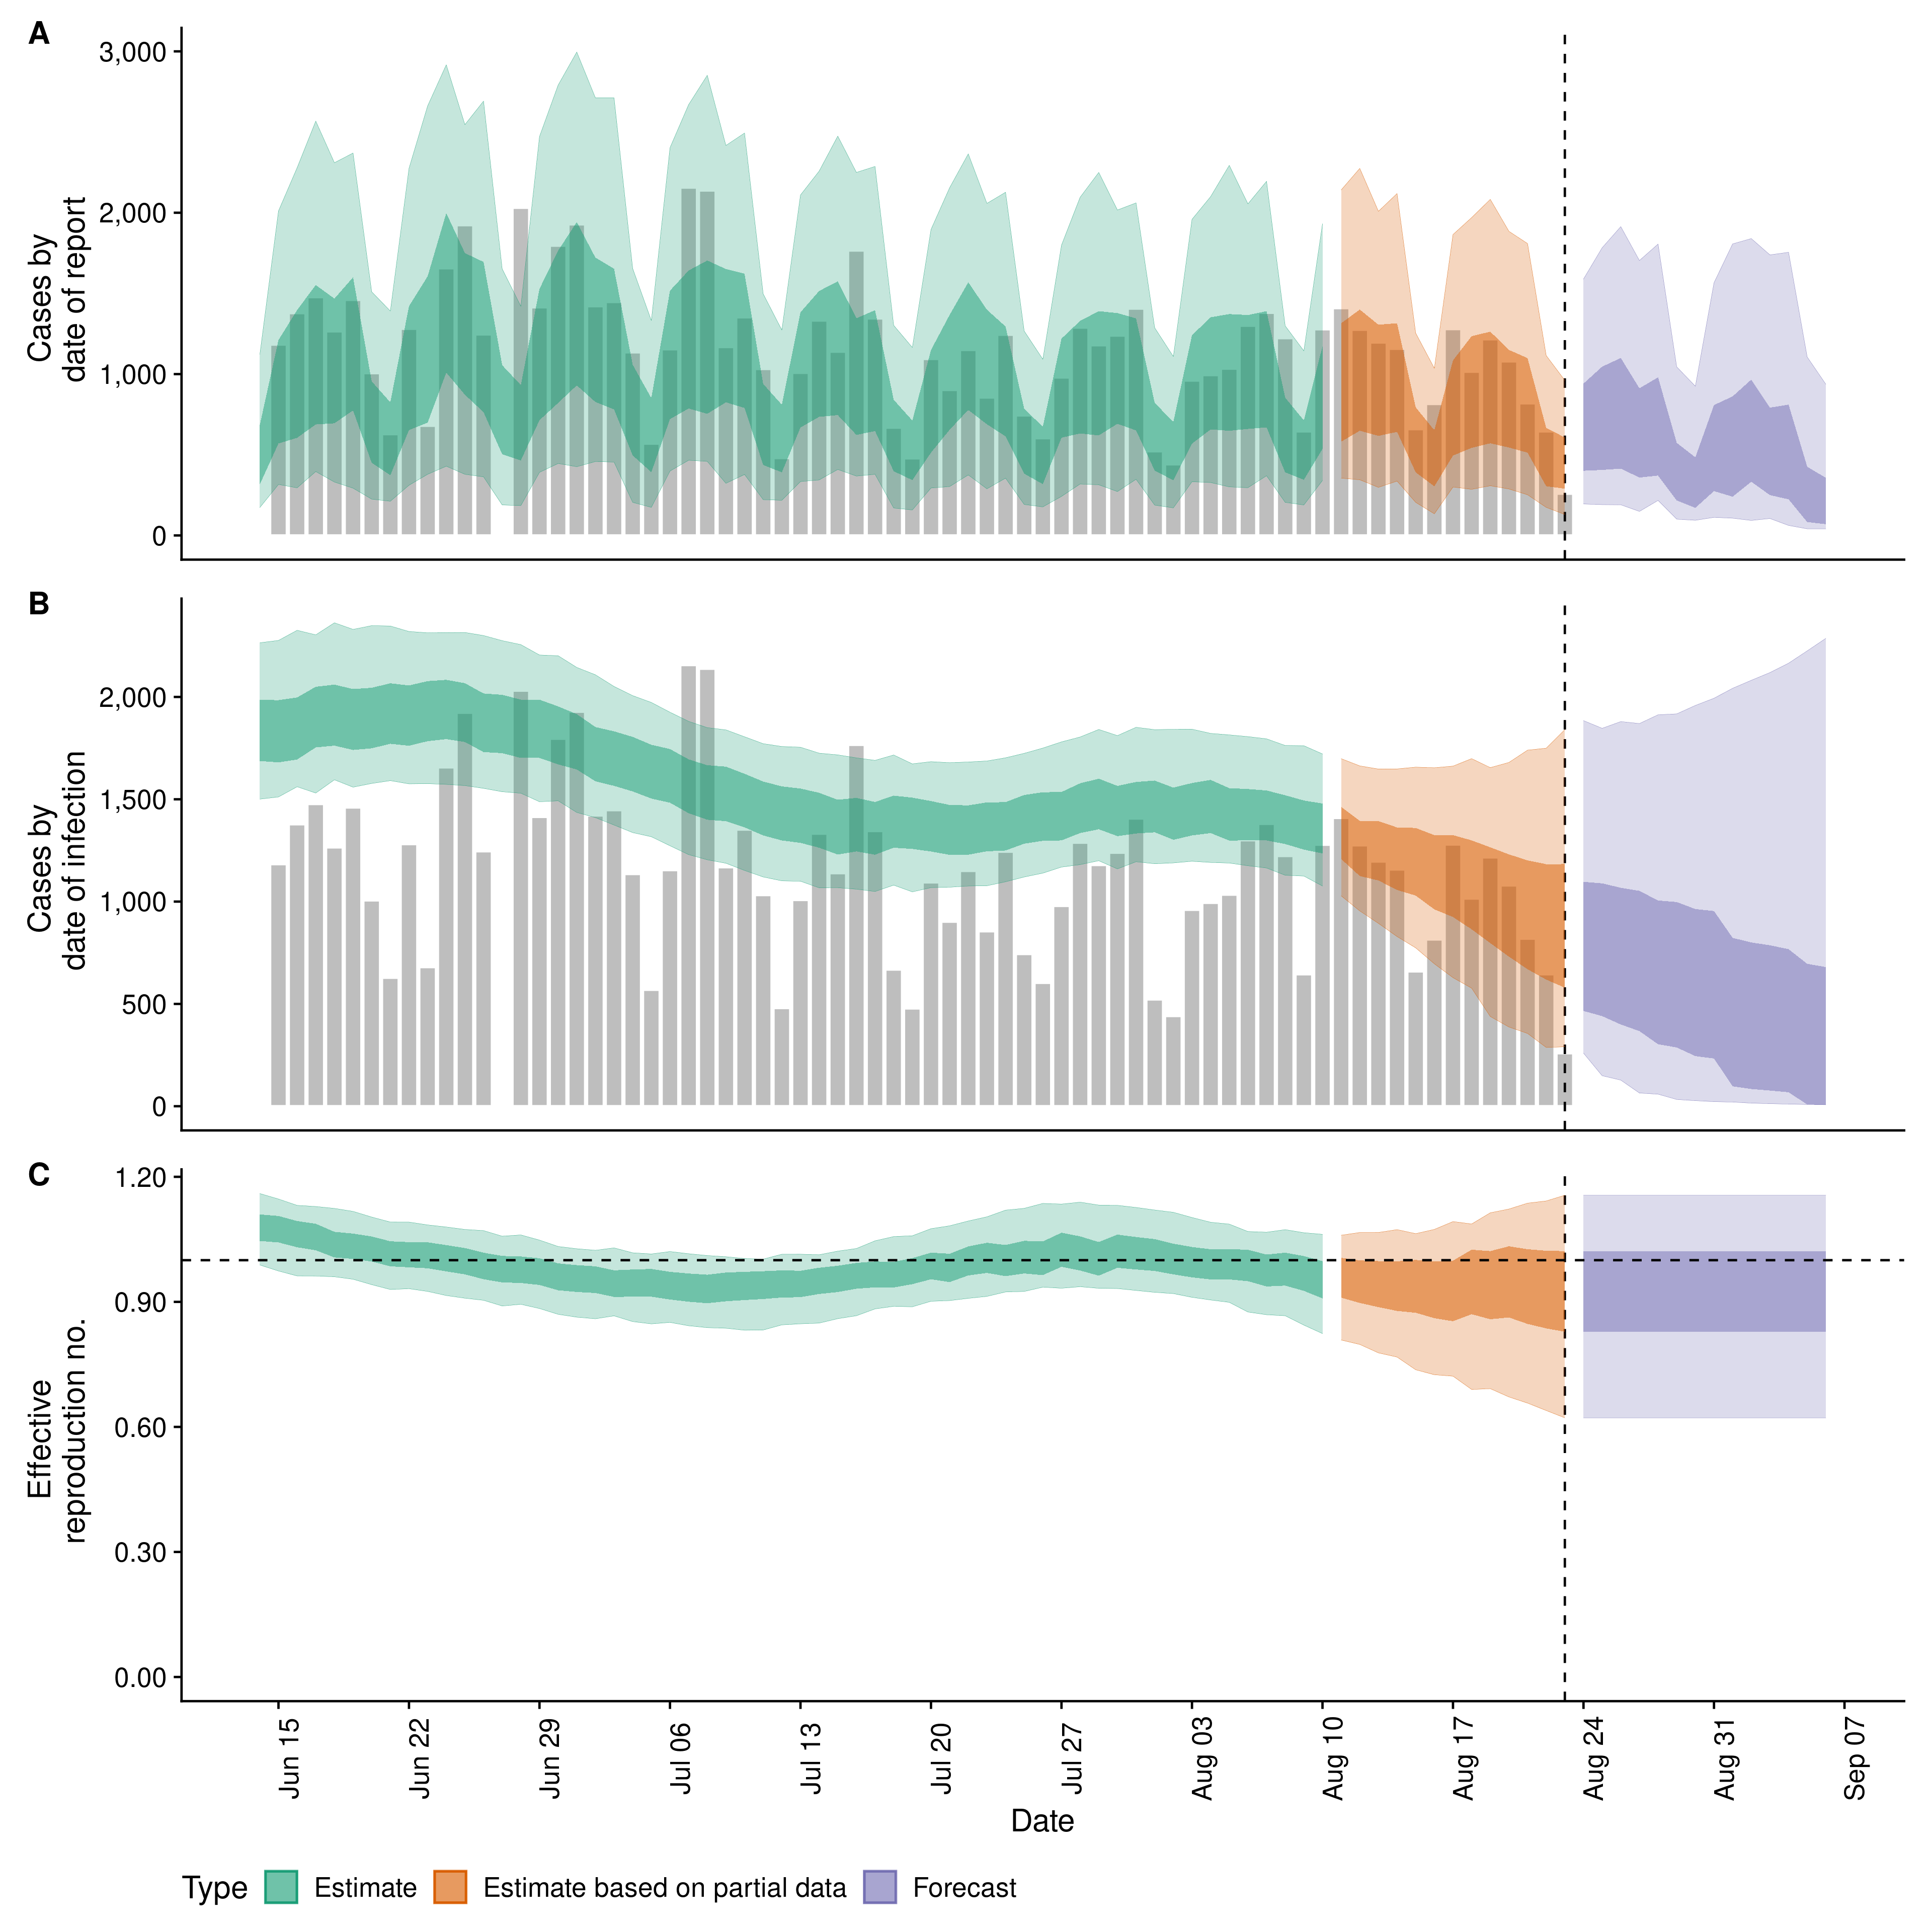 A
3,000
2,000
1,000
0
Cases by
date of report
B
2,000
1,500
1,000
500
0
Cases by
date of infection
C
1.20
0.90
0.60
0.30
0.00
Effective
reproduction no.
Jun 15
Jun 22
Jun 29
Jul 06
Jul 13
Jul 20
Jul 27
Aug 03
Aug 10
Aug 17
Aug 24
Aug 31
Sep 07
Date
Type Estimate Estimate based on partial data Forecast